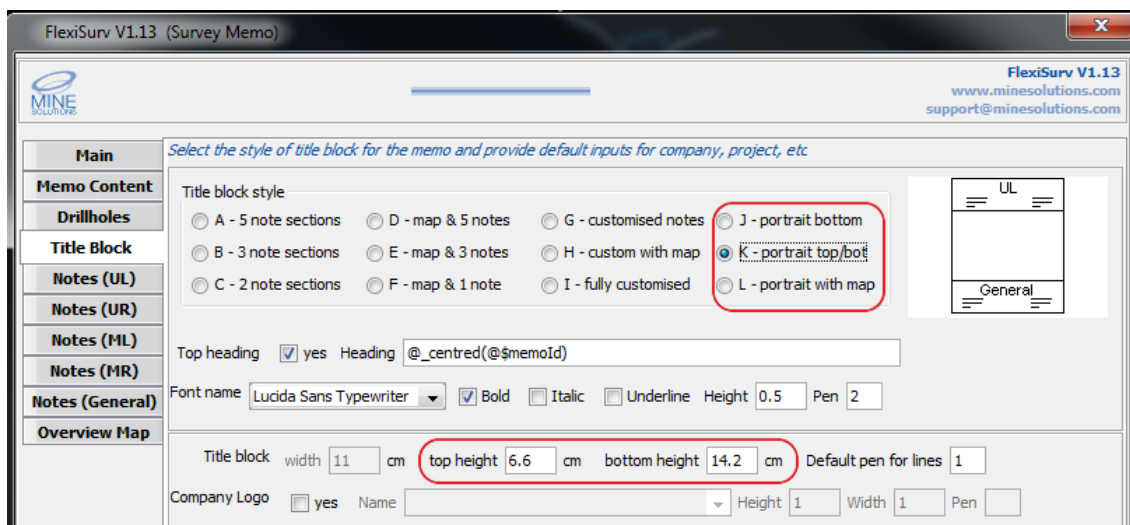 FlexiSurv V1.13 (Survey Memo)
X
MINE
SOLUTIONS
FlexiSurv V1.13
www.minesolutions.com
support@minesolutions.com
Main
Memo Content
Drillholes
Title Block
Notes (UL)
Notes (UR)
Notes (ML)
Notes (MR)
Notes (General)
Overview Map
Select the style of title block for the memo and provide default inputs for company, project, etc
Title block style
A - 5 note sections D - map & 5 notes G - customised notes J - portrait bottom
B - 3 note sections E - map & 3 notes H - custom with map K - portrait top/bot
C - 2 note sections F - map & 1 note I - fully customised L - portrait with map
UL
General
Top heading yes Heading @_centred(@$memoId)
Font name Lucida Sans Typewriter Bold Italic Underline Height 0.5 Pen 2
Title block width 11 cm top height 6.6 cm bottom height 14.2 cm Default pen for lines 1
Company Logo yes Name Height 1 Width 1 Pen